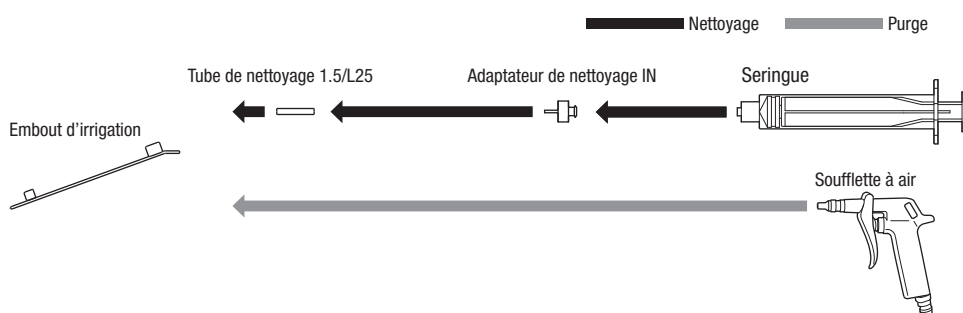 Nettoyage
Purge
Tube de nettoyage 1.5/L25
Adaptateur de nettoyage IN
Seringue
Embout d’irrigation
Soufflette à air